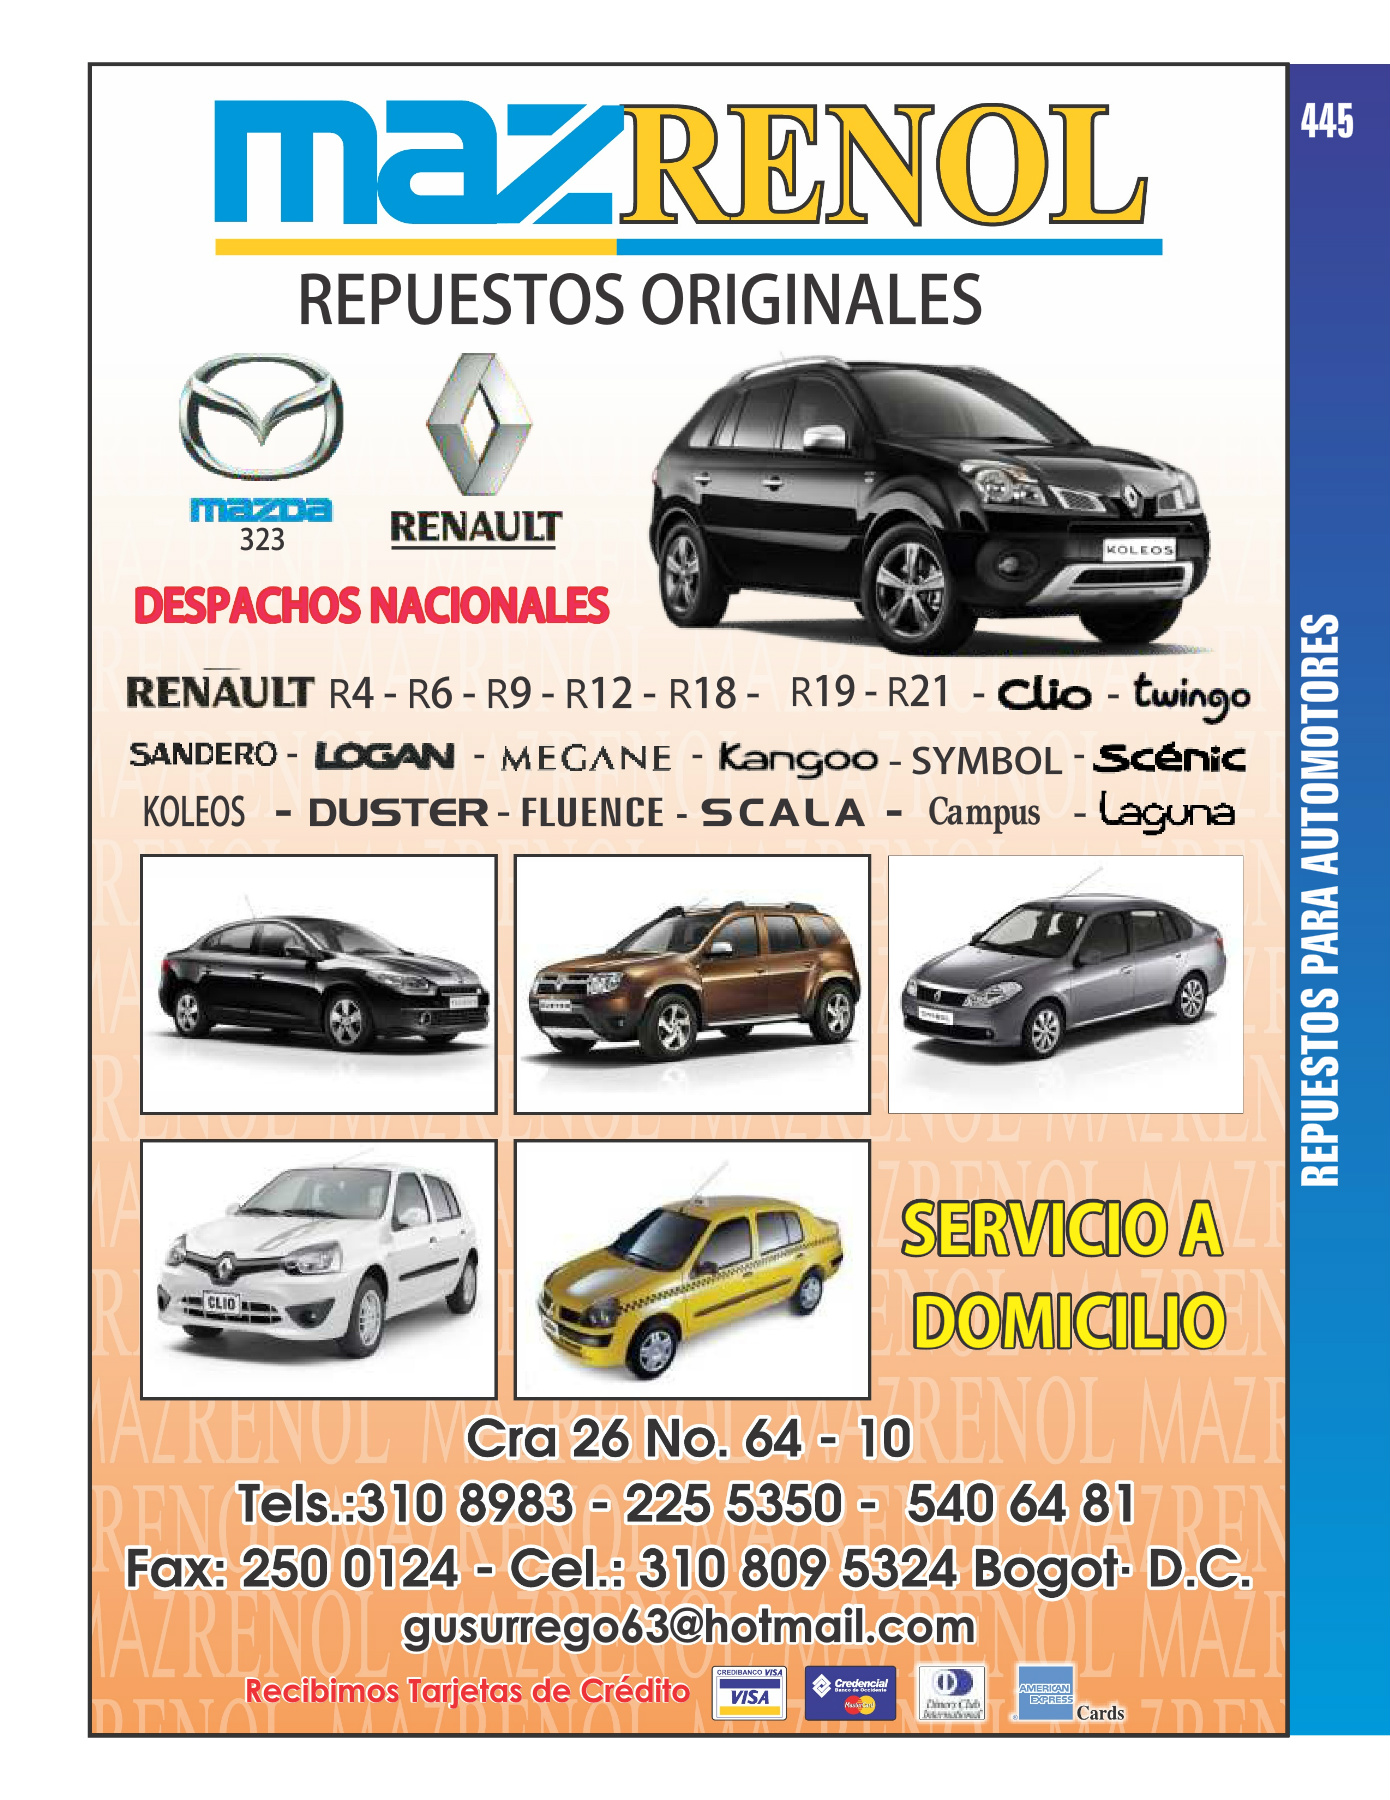 445
mazRENOL
REPUESTOS ORIGINALES
mazda
323
RENAULT
KOLEOS
DESPACHOS NACIONALES
RENAULT R4 - R6 - R9 - R12 - R18 - R19 - R21 - Clio - twingo
SANDERO - LOGAN - MEGANE - Kangoo - SYMBOL - Scénic
KOLEOS - DUSTER - FLUENCE - SCALA - Campus - Laguna
REPUESTOS PARA AUTOMOTORES
CLIO
SERVICIO A
DOMICILIO
Cra 26 No. 64 - 10
Tels.:310 8983 - 225 5350 - 540 64 81
Fax: 250 0124 - Cel.: 310 809 5324 Bogot· D.C.
gusurrego63@hotmail.com
Recibimos Tarjetas de Crédito
CREDIBANCO VISA
VISA
Credencial
Banco de Occidente
MasterCard
Diners Club
International
AMERICAN
EXPRESS
Cards